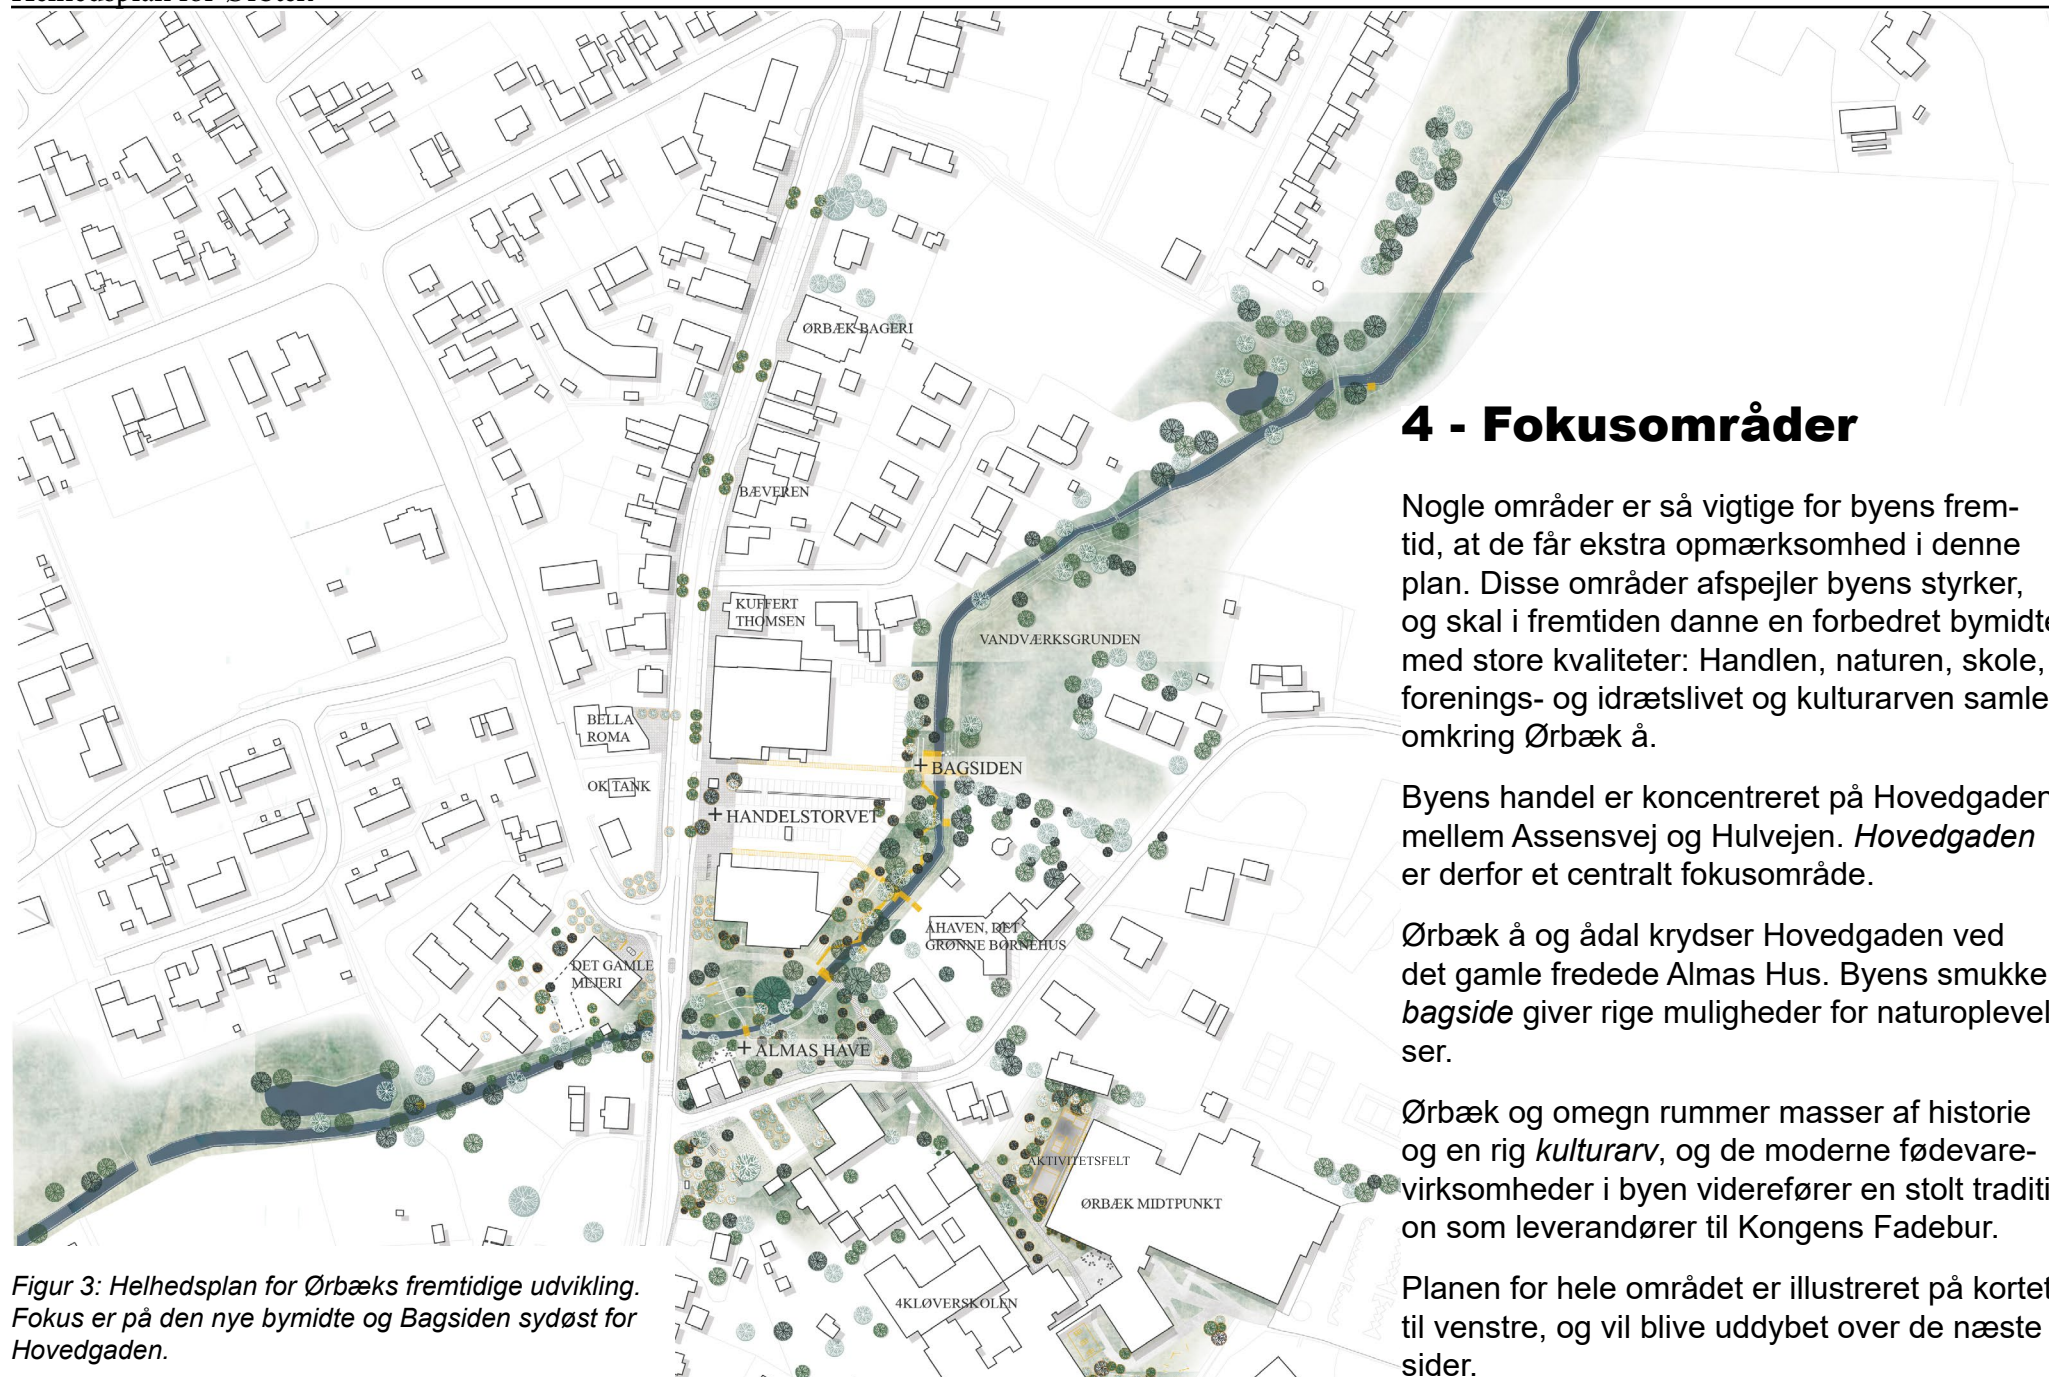 4 - Fokusområder
Nogle områder er så vigtige for byens frem-
tid, at de får ekstra opmærksomhed i denne
plan. Disse områder afspejler byens styrker,
og skal i fremtiden danne en forbedret bymidte
med store kvaliteter: Handlen, naturen, skole,
forenings- og idrætslivet og kulturarven samle
omkring Ørbæk å.
Byens handel er koncentreret på Hovedgaden
mellem Assensvej og Hulvejen. Hovedgaden
er derfor et centralt fokusområde.
Ørbæk å og ådal krydser Hovedgaden ved
det gamle fredede Almas Hus. Byens smukke
bagside giver rige muligheder for naturoplevel
ser.
Ørbæk og omegn rummer masser af historie
og en rig kulturarv, og de moderne fødevare-
virksomheder i byen viderefører en stolt traditi
on som leverandører til Kongens Fadebur.
Planen for hele området er illustreret på kortet
til venstre, og vil blive uddybet over de næste
sider.
ØRBÆK BAGERI
BÆVEREN
KUFFERT
THOMSEN
VANDVÆRKSGRUNDEN
BELLA
ROMA
+ BAGSIDEN
OK TANK
+ HANDELSTORVET
ÅHAVEN, DET
GRØNNE BØRNEHUS
DET GAMLE
MEJERI
+ ALMAS HAVE
AKTIVITETSFELT
ØRBÆK MIDTPUNKT
4KLØVERSKOLEN
Figur 3: Helhedsplan for Ørbæks fremtidige udvikling.
Fokus er på den nye bymidte og Bagsiden sydøst for
Hovedgaden.